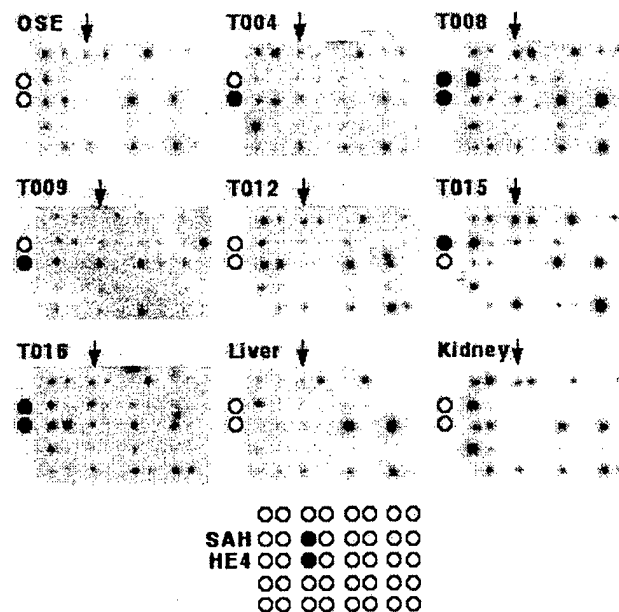 OSE T004 T008
T009 T012 T015
T016 Liver Kidney
SAH
HE4